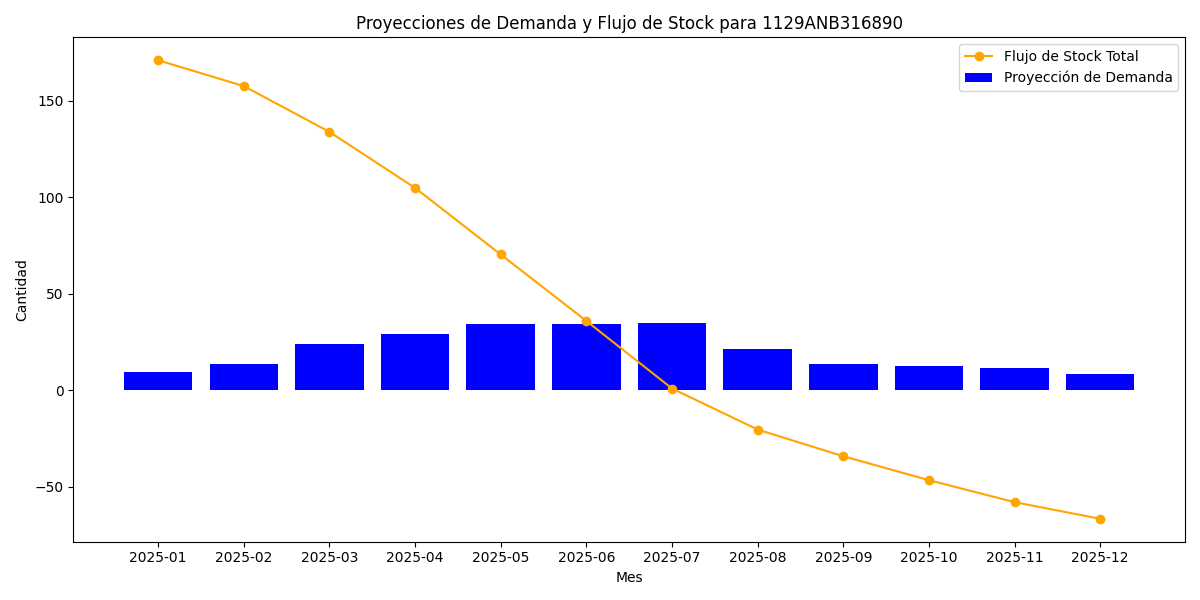 Proyecciones de Demanda y Flujo de Stock para 1129ANB316890
Flujo de Stock Total
Proyección de Demanda
Cantidad
150
100
50
0
−50
2025-01 2025-02 2025-03 2025-04 2025-05 2025-06 2025-07 2025-08 2025-09 2025-10 2025-11 2025-12
Mes